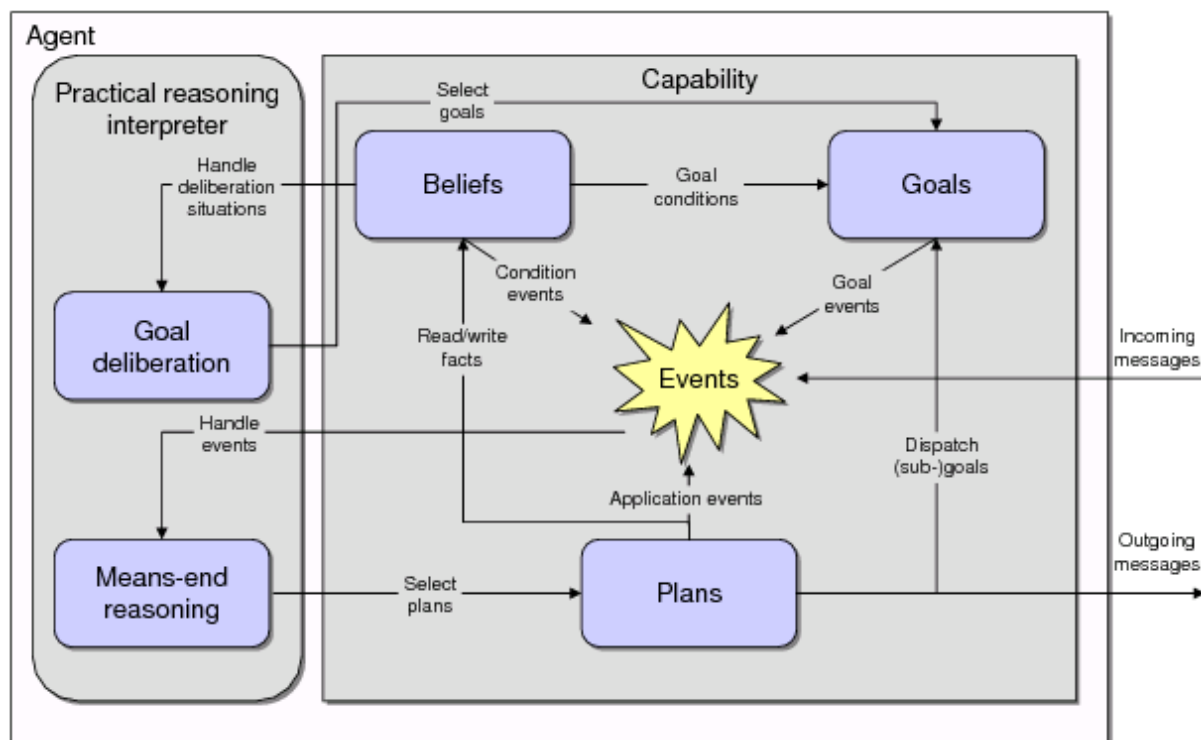 Agent
Practical reasoning
interpreter
Capability
Select
goals
Handle
deliberation
situations
Beliefs
Goal
conditions
Goals
Condition
events
Goal
events
Goal
deliberation
Read/write
facts
Events
Incoming
messages
Handle
events
Dispatch
(sub-)goals
Application events
Means-end
reasoning
Select
plans
Plans
Outgoing
messages